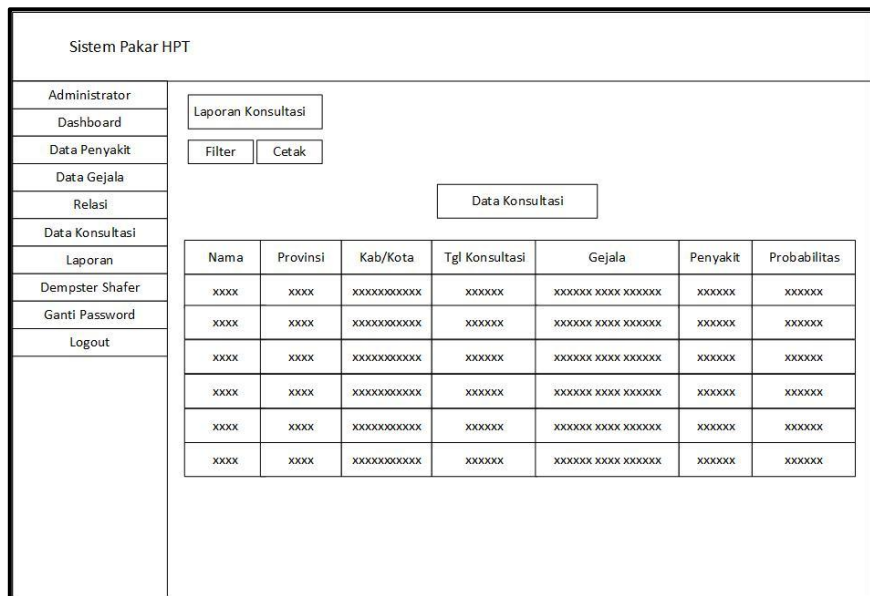 Sistem Pakar HPT
Administrator
Dashboard
Data Penyakit
Data Gejala
Relasi
Data Konsultasi
Laporan
Dempster Shafer
Ganti Password
Logout
Laporan Konsultasi
Filter Cetak
Data Konsultasi
Nama Provinsi Kab/Kota Tgl Konsultasi Gejala Penyakit Probabilitas
xxxx xxxx xxxxxxxxxxx xxxxxx xxxxxx xxxx xxxxxx xxxxxx xxxxxx
xxxx xxxx xxxxxxxxxxx xxxxxx xxxxxx xxxx xxxxxx xxxxxx xxxxxx
xxxx xxxx xxxxxxxxxxx xxxxxx xxxxxx xxxx xxxxxx xxxxxx xxxxxx
xxxx xxxx xxxxxxxxxxx xxxxxx xxxxxx xxxx xxxxxx xxxxxx xxxxxx
xxxx xxxx xxxxxxxxxxx xxxxxx xxxxxx xxxx xxxxxx xxxxxx xxxxxx
xxxx xxxx xxxxxxxxxxx xxxxxx xxxxxx xxxx xxxxxx xxxxxx xxxxxx